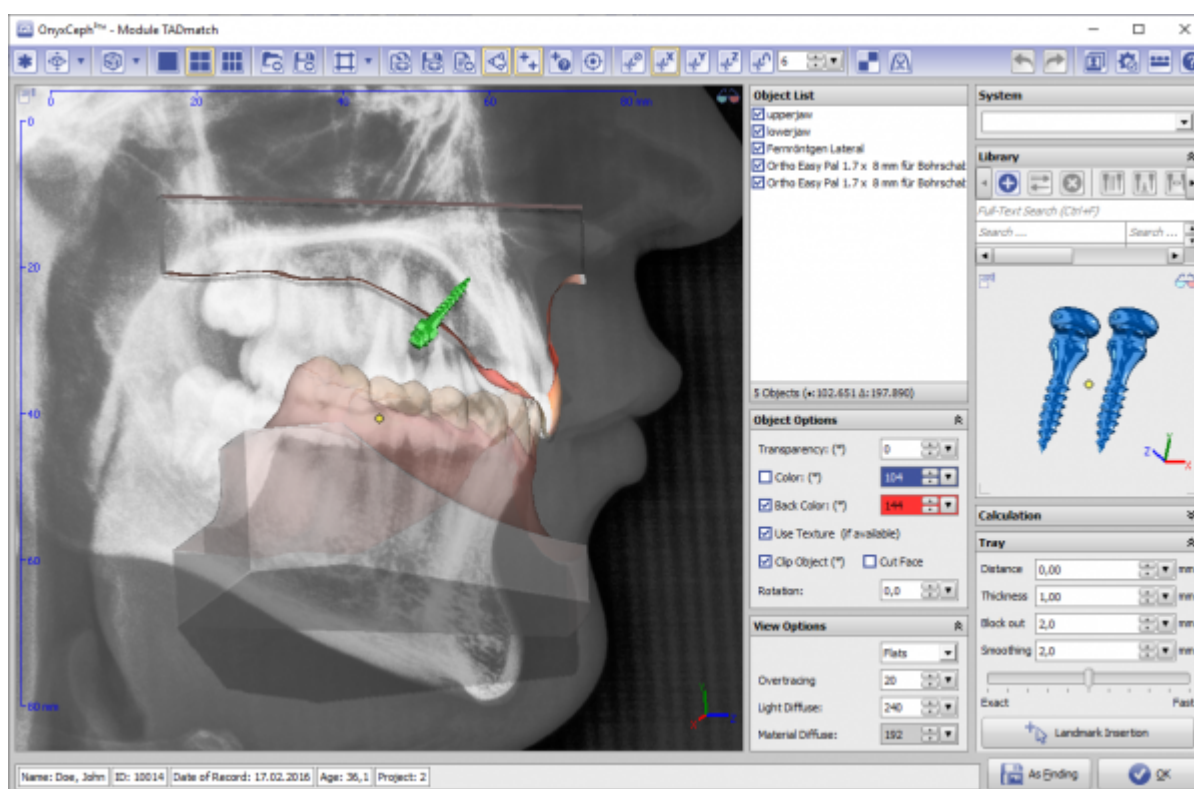 OnyxCeph³™ - Module TADmatch
6
0
20
40
60
80 mm
0
20
40
60
80 mm
Object List
upperjaw
lowerjaw
Fernröntgen Lateral
Ortho Easy Pal 1.7 x 8 mm für Bohrschab
Ortho Easy Pal 1.7 x 8 mm für Bohrschab
5 Objects (•:102.651 Δ:197.890)
Object Options
Transparency: (*) 0
Color: (*) 104
Back Color: (*) 144
Use Texture (if available)
Clip Object (*) Cut Face
Rotation: 0,0
View Options
Flats
Overtracing 20
Light Diffuse: 240
Material Diffuse: 192
System
Library
Full-Text Search (Ctrl+F)
Search .... Search ...
Y
Z X
Calculation
Tray
Distance 0,00 mm
Thickness 1,00 mm
Block out 2,0 mm
Smoothing 2,0 mm
Exact Fast
Landmark Insertion
Name: Doe, John ID: 10014 Date of Record: 17.02.2016 Age: 36,1 Project: 2
As Finding OK